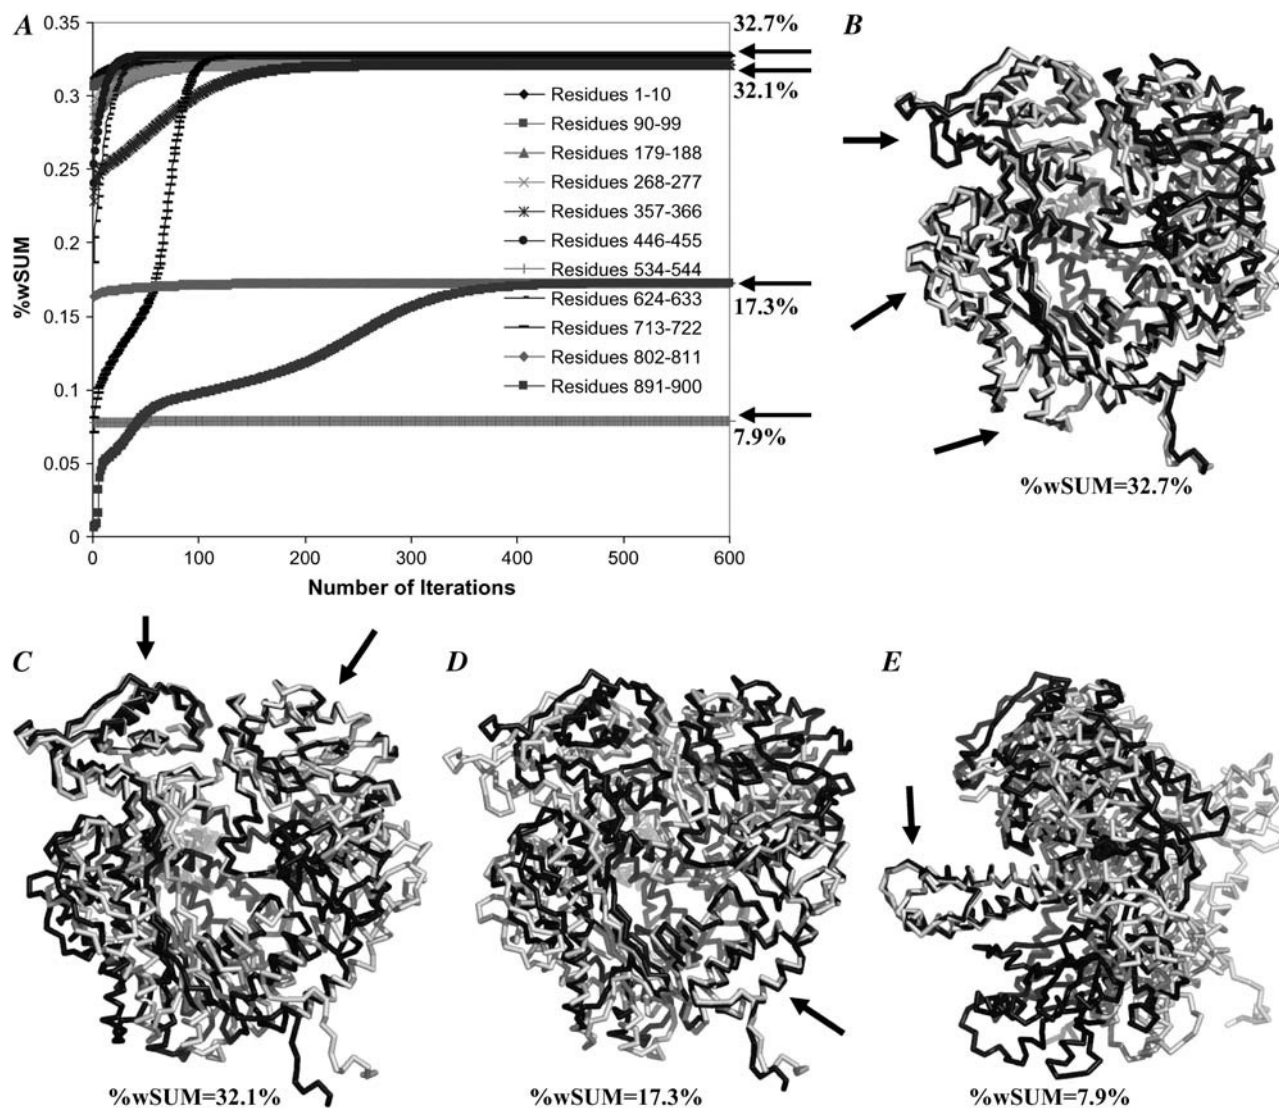 A
0.35
0.3
0.25
0.2
0.15
0.1
0.05
0
%wSUM
0
100
200
300
400
500
600
Number of Iterations
Residues 1-10
Residues 90-99
Residues 179-188
Residues 268-277
Residues 357-366
Residues 446-455
Residues 534-544
Residues 624-633
Residues 713-722
Residues 802-811
Residues 891-900
32.7%
32.1%
17.3%
7.9%
B
%wSUM=32.7%
C
%wSUM=32.1%
D
%wSUM=17.3%
E
%wSUM=7.9%